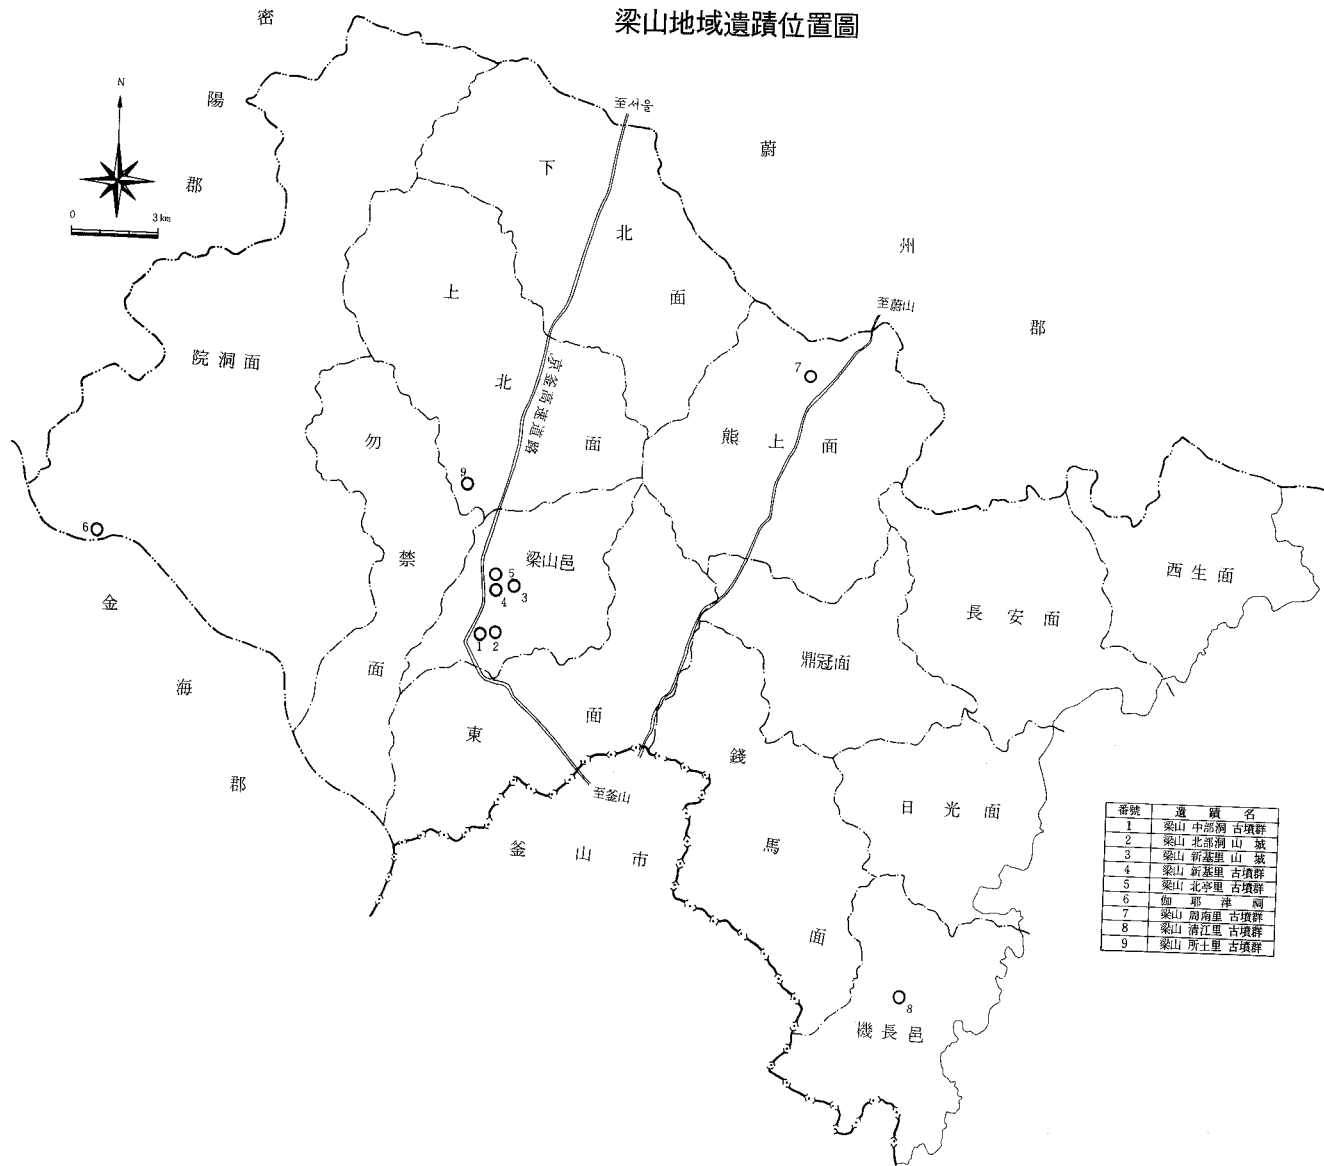 梁山地域遺蹟位置圖
密
陽
郡
N
0 3㎞
至서울
蔚
州
郡
至蔚山
下
北
面
上
北
面
院洞面
京釜高速道路
勿
禁
面
熊上面
7
9
6
梁山邑
5
4
3
1
2
金
海
郡
西生面
長安面
鼎冠面
東
面
至釜山
釜山市
鐵
馬
面
日光面
機長邑
8
番號 遺蹟名
1 梁山 中部洞 古墳群
2 梁山 北部洞 山城
3 梁山 新基里 山城
4 梁山 新基里 古墳群
5 梁山 北亭里 古墳群
6 伽耶津祠
7 梁山 周南里 古墳群
8 梁山 清江里 古墳群
9 梁山 所土里 古墳群